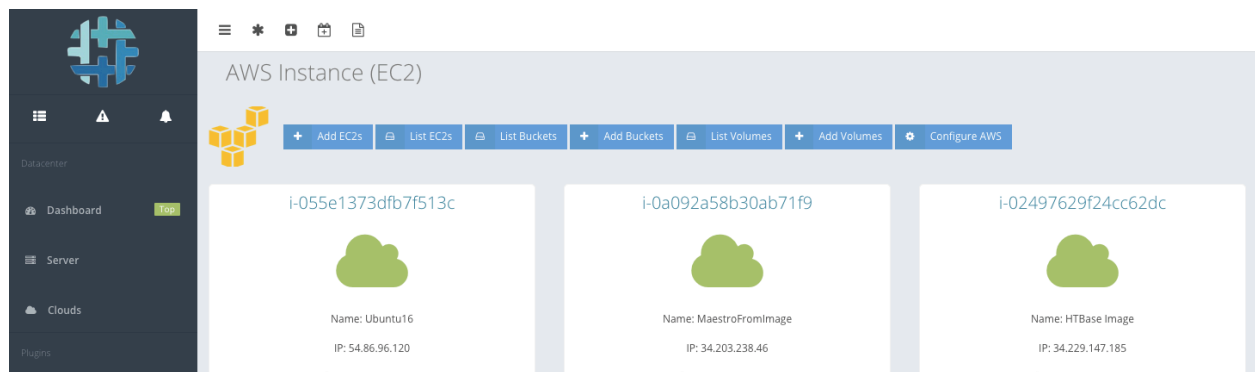 AWS Instance (EC2)
Add EC2s List EC2s List Buckets Add Buckets List Volumes Add Volumes Configure AWS
Datacenter
Dashboard Top
Server
Clouds
Plugins
i-055e1373dfb7f513c
Name: Ubuntu16
IP: 54.86.96.120
i-0a092a58b30ab71f9
Name: MaestroFromImage
IP: 34.203.238.46
i-02497629f24cc62dc
Name: HTBase Image
IP: 34.229.147.185